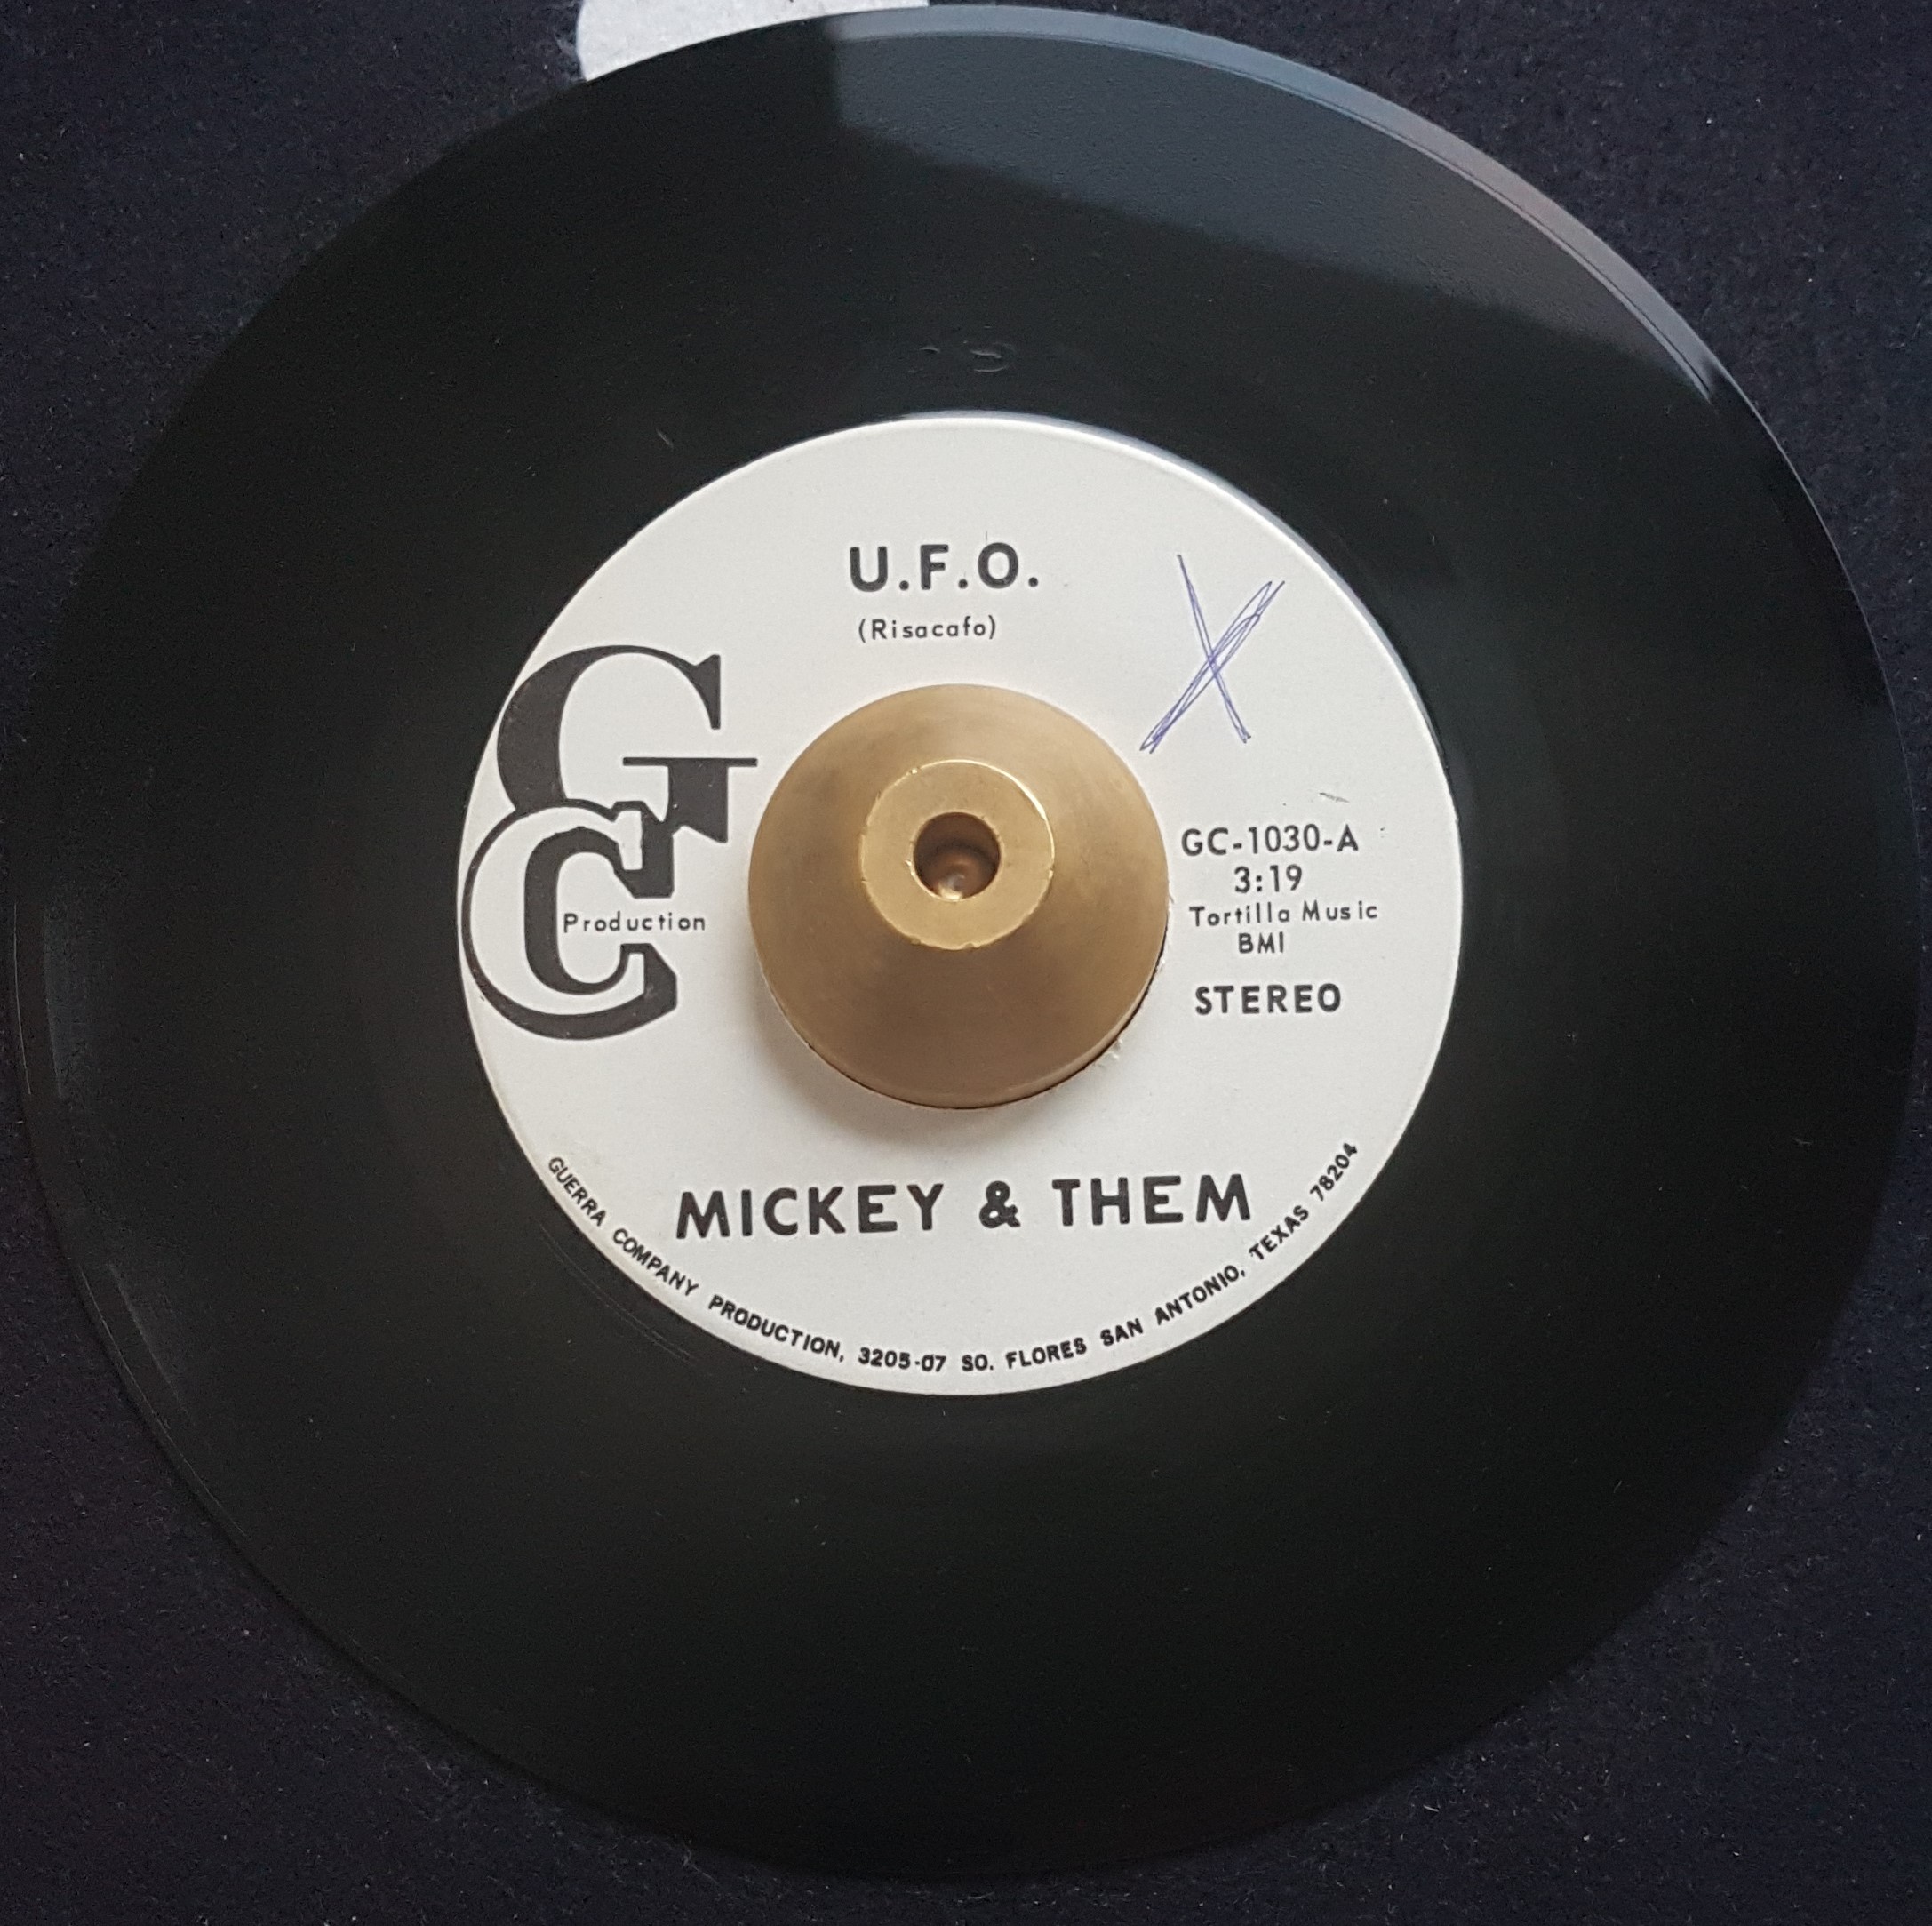 U.F.O.
(Risacafo)
X
GC
Production
GC-1030-A
3:19
Tortilla Music
BMI
STEREO
MICKEY & THEM
GUERRA COMPANY PRODUCTION, 3205-07 SO. FLORES SAN ANTONIO, TEXAS 78204